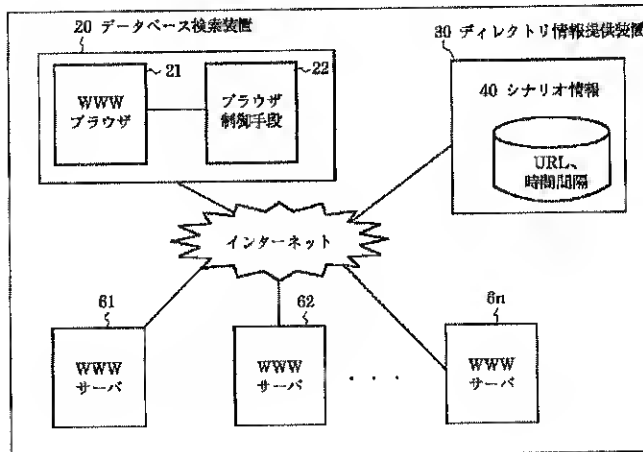 20 データベース検索装置
30 ディレクトリ情報提供装置
21
22
WWW
ブラウザ
ブラウザ
制御手段
40 シナリオ情報
URL、
時間間隔
インターネット
61
62
6n
WWW
サーバ
WWW
サーバ
・・・
WWW
サーバ